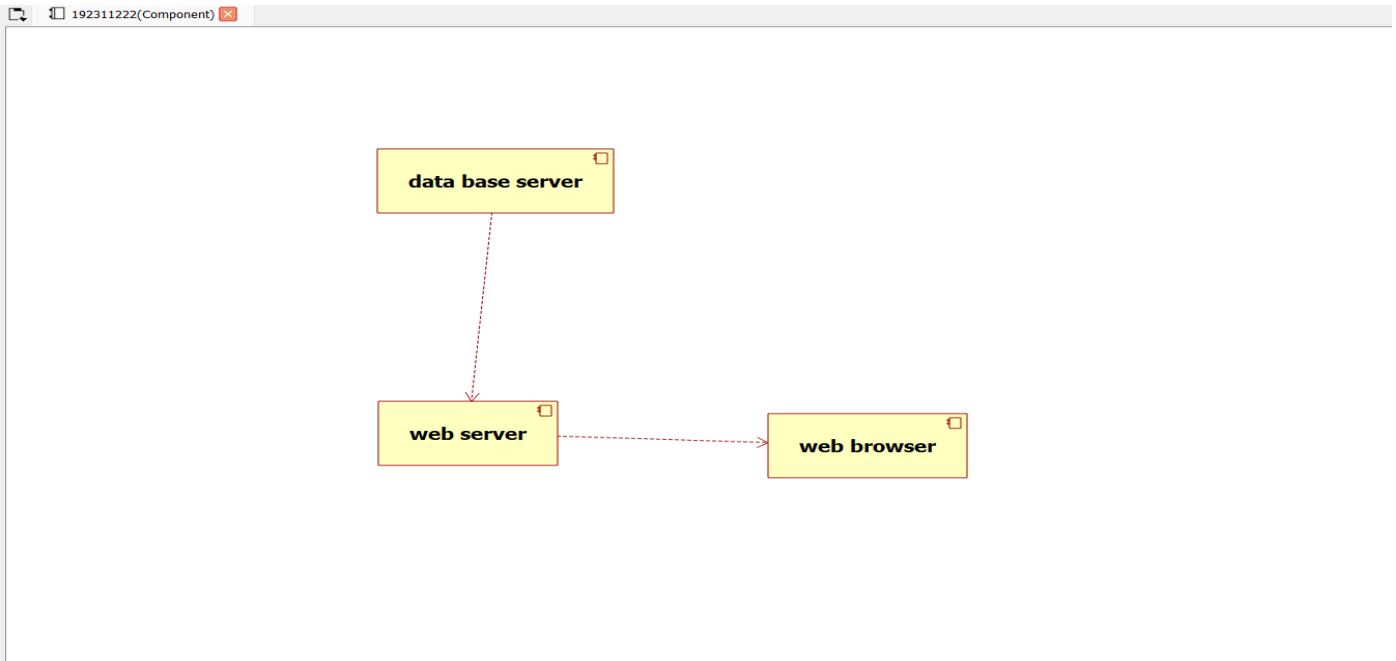 192311222(Component)
data base server
web server
web browser